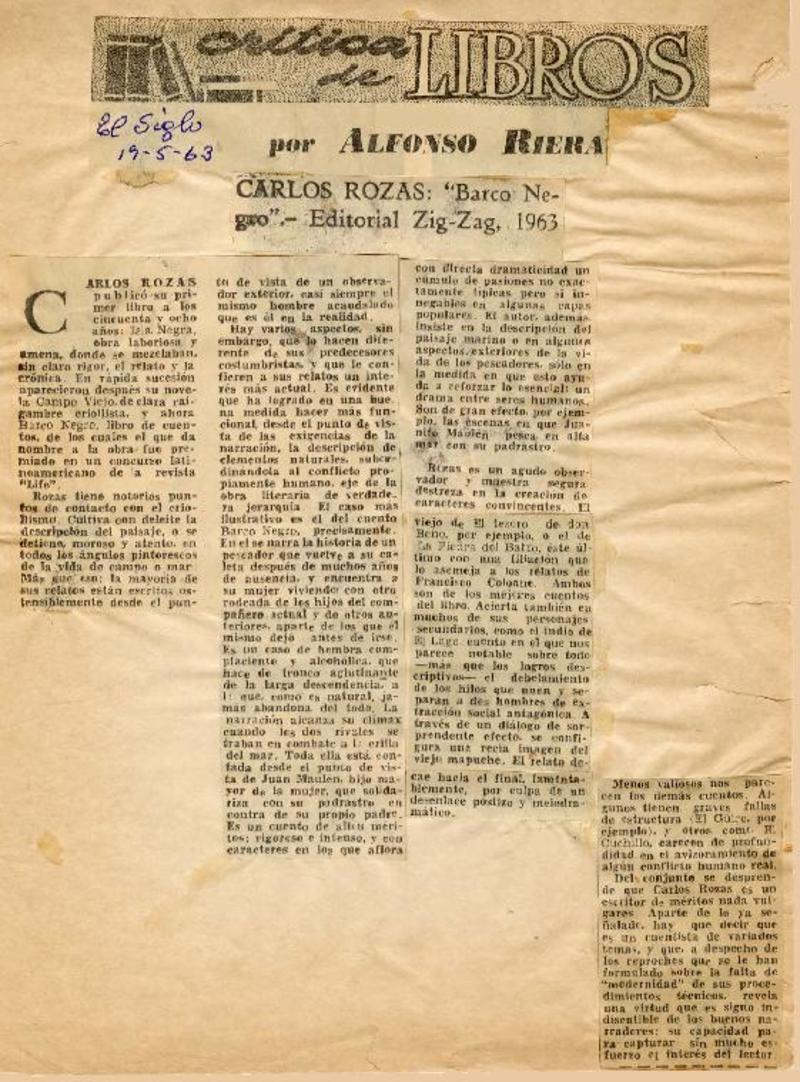 crítica
de LIBROS
El Siglo
19-5-63
por ALFONSO RIERA
CARLOS ROZAS: "Barco Ne-
gro".- Editorial Zig-Zag, 1963
CARLOS ROZAS
publicó su pri-
mer libro a los
cincuenta y ocho
años: Isla Negra,
obra laboriosa y
amena, donde se mezclaban,
sin claro rigor, el relato y la
crónica. En rápida sucesión
aparecieron después su nove-
la Campo Viejo, de clara rai-
gambre criollista, y ahora
Barco Negro, libro de cuen-
tos, de los cuales el que da
nombre a la obra fue pre-
miado en un concurso lati-
noamericano de a revista
"Life".
Rozas tiene notorios pun-
tos de contacto con el crio-
llismo. Cultiva con deleite la
descripción del paisaje, o se
detiene, moroso y atento, en
todos los ángulos pintorescos
de la vida de campo o mar
Más que eso: la mayoría de
sus relatos están escritos os-
tensiblemente desde el pun-
to de vista de un observa-
dor exterior, casi siempre el
mismo hombre acaudalado
que es él en la realidad.
Hay varios aspectos, sin
embargo, que lo hacen dife-
rente de sus predecesores
costumbristas, y que le con-
fieren a sus relatos un inte-
rés más actual. Es evidente
que ha logrado en una bue-
na medida hacer más fun-
cional, desde el punto de vis-
ta de las exigencias de la
narración, la descripción de
elementos naturales, subor-
dinándola al conflicto pro-
piamente humano, eje de la
obra literaria de verdade-
ra jerarquía. El caso más
ilustrativo es el del cuento
Barco Negro, precisamente.
En él se narra la historia de un
pescador que vuelve a su ca-
leta después de muchos años
de ausencia, y encuentra a
su mujer viviendo con otro
rodeada de los hijos del com-
pañero actual y de otros an-
teriores, aparte de los que él
mismo dejó antes de irse.
Es un caso de hembra com-
placiente y alcohólica, que
hace de tronco aglutinante
de la larga descendencia, a
la que, como es natural, ja-
más abandona del todo. La
narración alcanza su climax
cuando los dos rivales se
traban en combate a la orilla
del mar. Toda ella está con-
tada desde el punto de vis-
ta de Juan Maulén, hijo ma-
yor de la mujer, que solida-
riza con su padrastro en
contra de su propio padre.
Es un cuento de altos méri-
tos: vigoroso e intenso, y con
caracteres en los que aflora
con directa dramaticidad un
cúmulo de pasiones no exac-
tamente típicas pero sí in-
negables en algunas capas
populares. El autor, además
insiste en la descripción del
paisaje marino o en algunos
aspectos exteriores de la vi-
da de los pescadores, sólo en
la medida en que esto ayu-
da a reforzar lo esencial: un
drama entre seres humanos.
Son de gran efecto, por ejem-
plo, las escenas en que Jua-
nito Maulén pesca en alta
mar con su padrastro.
Rozas es un agudo obser-
vador y muestra segura
destreza en la creación de
caracteres convincentes. El
viejo de El tesoro de don
Beno, por ejemplo, o el de
La Pícara del Balto, este úl-
timo con una filiación que
lo asemeja a los relatos de
Francisco Coloane. Ambos
son de los mejores cuentos
del libro. Acierta también en
muchos de sus personajes
secundarios, como el indio de
El Lago cuento en el que nos
parece notable sobre todo
—más que los logros des-
criptivos— el debelamiento
de los hilos que unen y se-
paran a dos hombres de ex-
tracción social antagónica. A
través de un diálogo de sor-
prendente efecto, se confi-
gura una recia imagen del
viejo mapuche. El relato de-
cae hacia el final, lamenta-
blemente, por culpa de un
desenlace postizo y melodra-
mático.
Menos valiosos nos pare-
cen los demás cuentos. Al-
gunos tienen graves fallas
de estructura (El Guiro, por
ejemplo), y otros como El
Cuchillo, carecen de profun-
didad en el avizoramiento de
algún conflicto humano real.
Del conjunto se despren-
de que Carlos Rozas es un
escritor de méritos nada vul-
gares Aparte de lo ya se-
ñalado, hay que decir que
es un cuentista de variados
temas, y que, a despecho de
los reproches que se le han
formulado sobre la falta de
"modernidad" de sus proce-
dimientos técnicos, revela
una virtud que es signo in-
discutible de los buenos na-
rradores: su capacidad pa-
ra capturar sin mucho es-
fuerzo el interés del lector